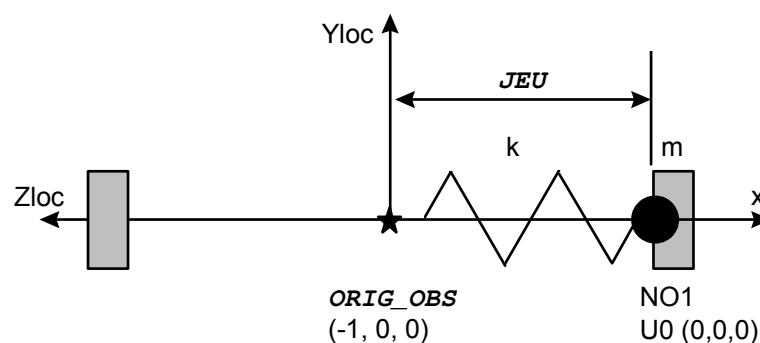 Yloc
JEU
k
m
Zloc
x
ORIG_OBS
(-1, 0, 0)
NO1
U0 (0,0,0)